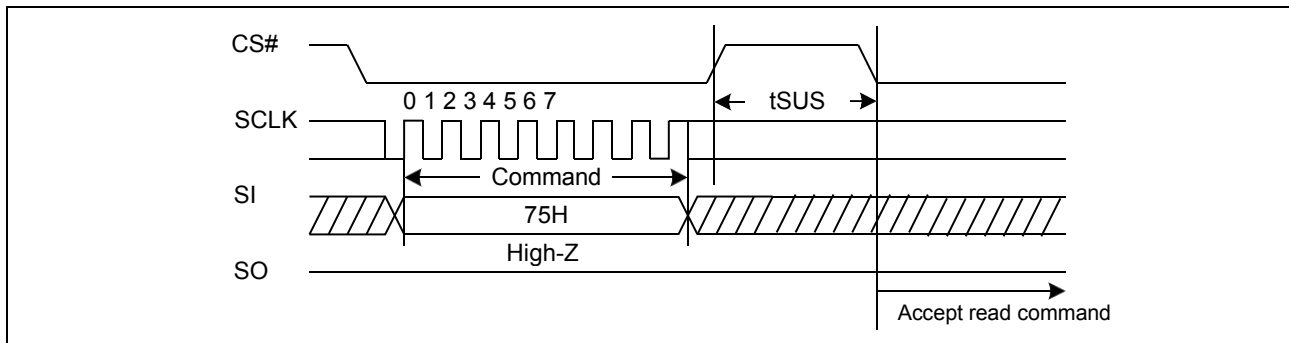 CS#
tSUS
0 1 2 3 4 5 6 7
SCLK
Command
SI
75H
High-Z
SO
Accept read command